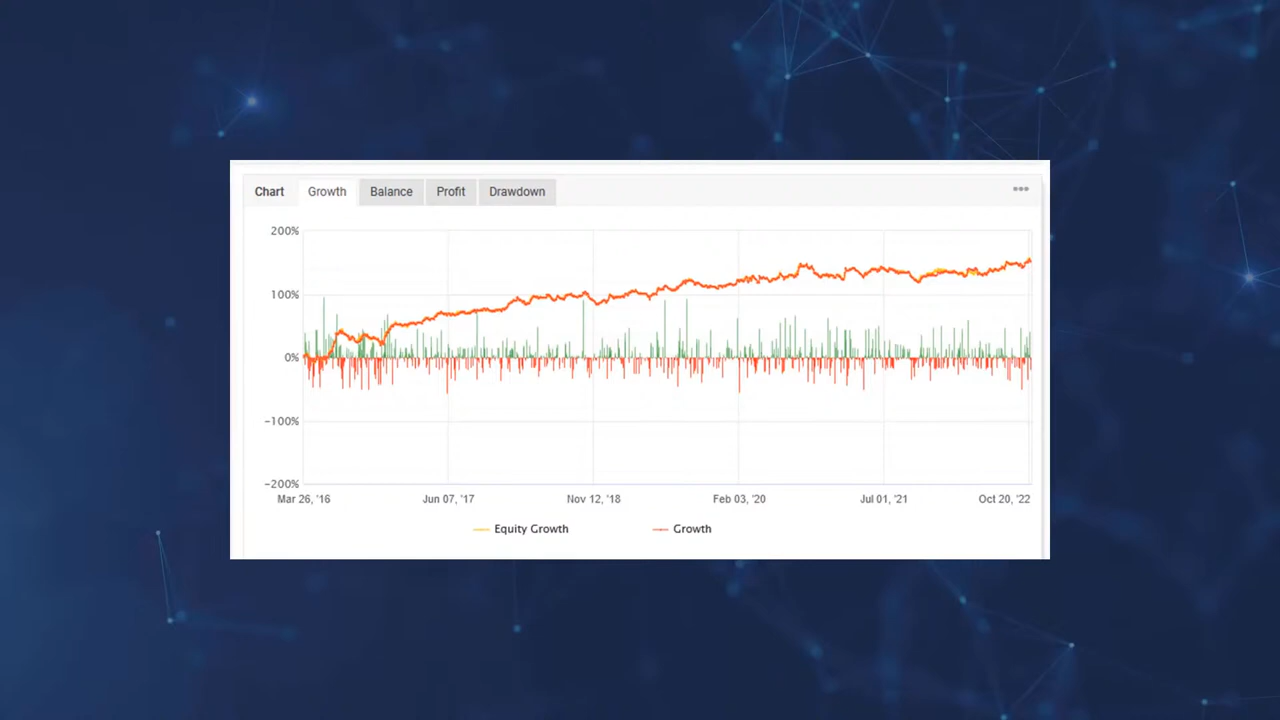 Chart Growth Balance Profit Drawdown
200%
100%
0%
-100%
-200%
Mar 26, '16 Jun 07, '17 Nov 12, '18 Feb 03, '20 Jul 01, '21 Oct 20, '22
Equity Growth Growth